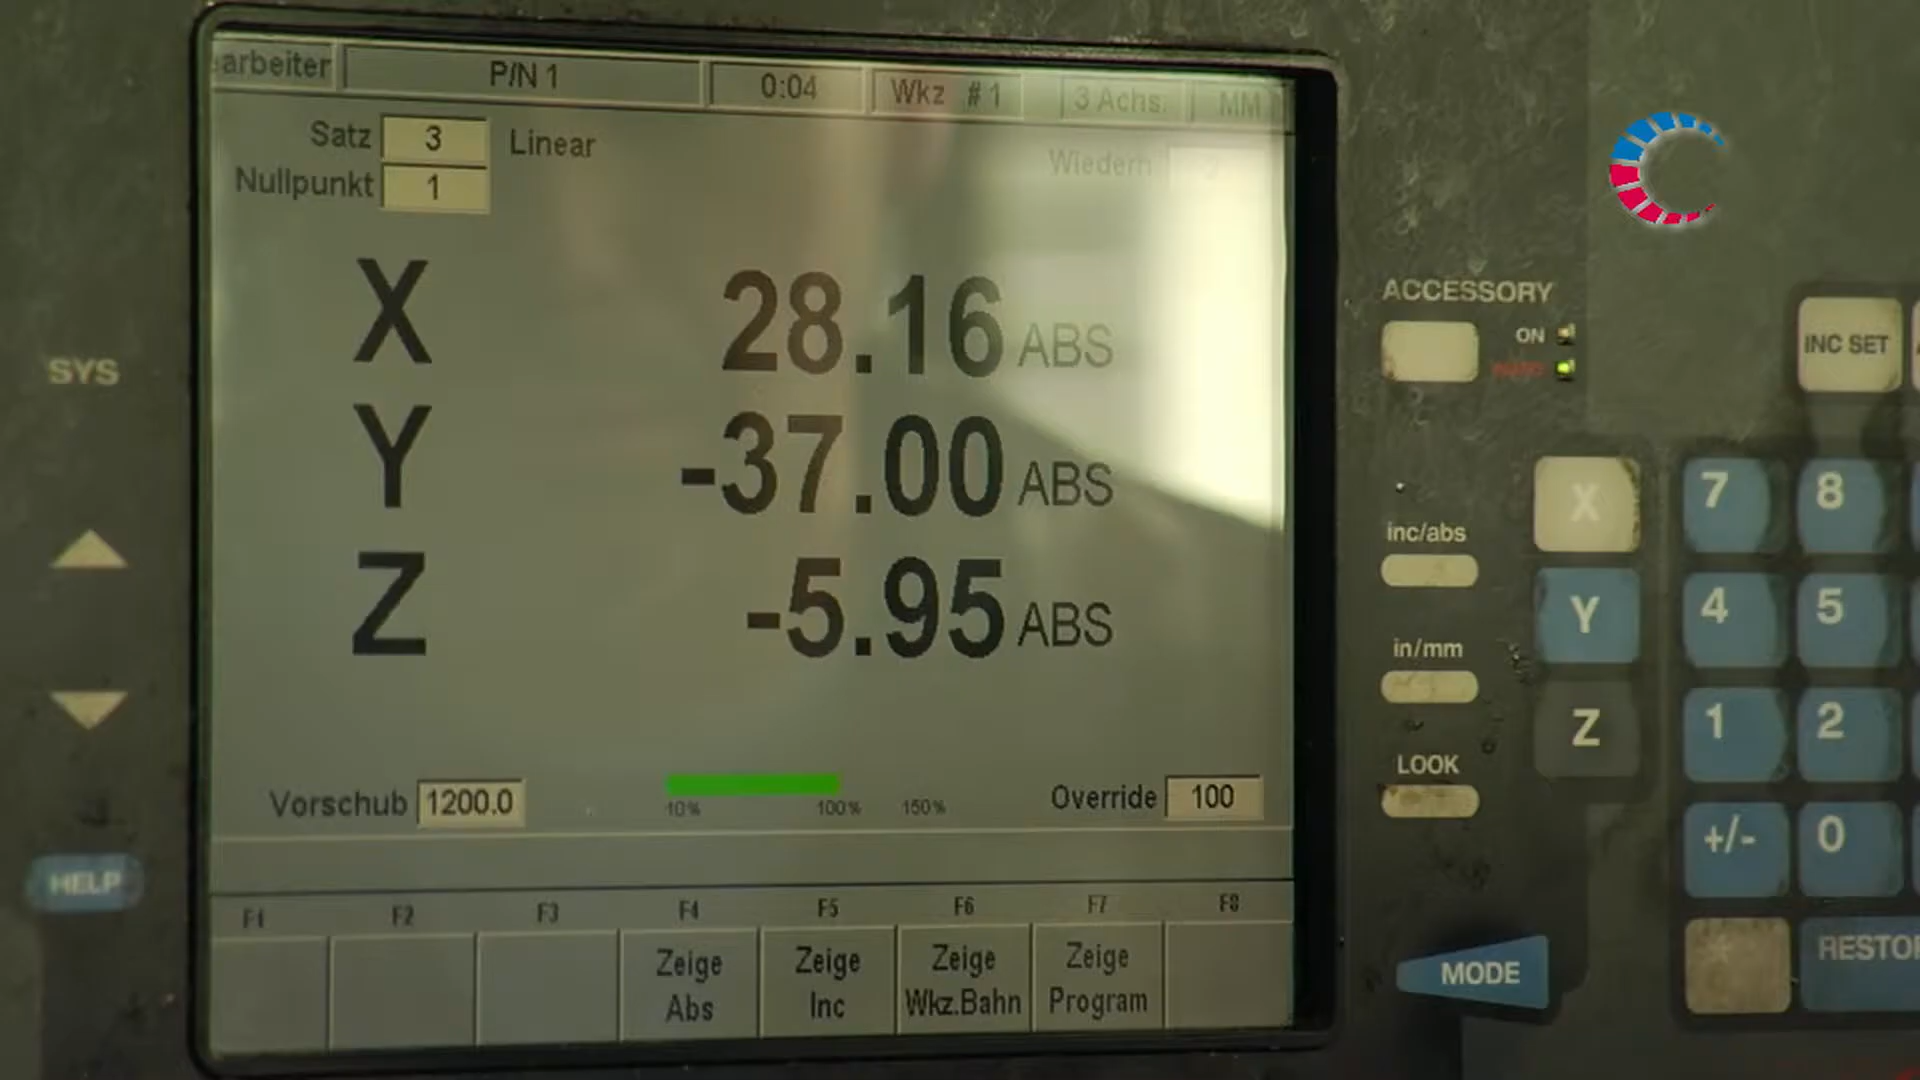 arbeiter P/N 1 0:04 Wkz #1 3 Achs. MM
Satz 3 Linear
Nullpunkt 1
X 28.16 ABS
Y -37.00 ABS
Z -5.95 ABS
Vorschub 1200.0 10% 100% 150% Override 100
F1 F2 F3 F4 F5 F6 F7 F8
Zeige Abs
Zeige Inc
Zeige Wkz.Bahn
Zeige Program
SYS
HELP
ACCESSORY
ON
AUTO
INC SET
inc/abs
in/mm
LOOK
MODE
X 7 8
Y 4 5
Z 1 2
+/- 0
RESTO